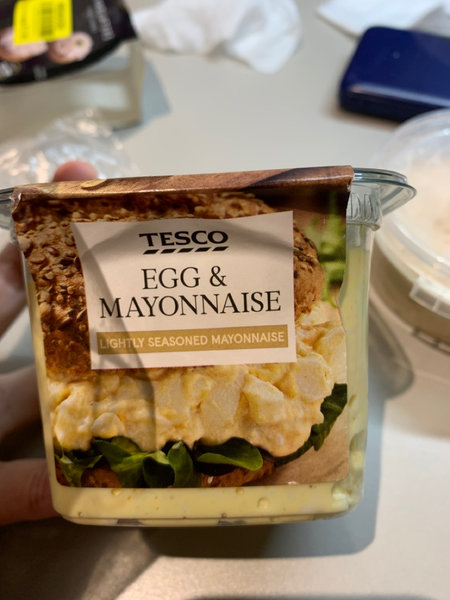 TESCO
EGG &
MAYONNAISE
LIGHTLY SEASONED MAYONNAISE